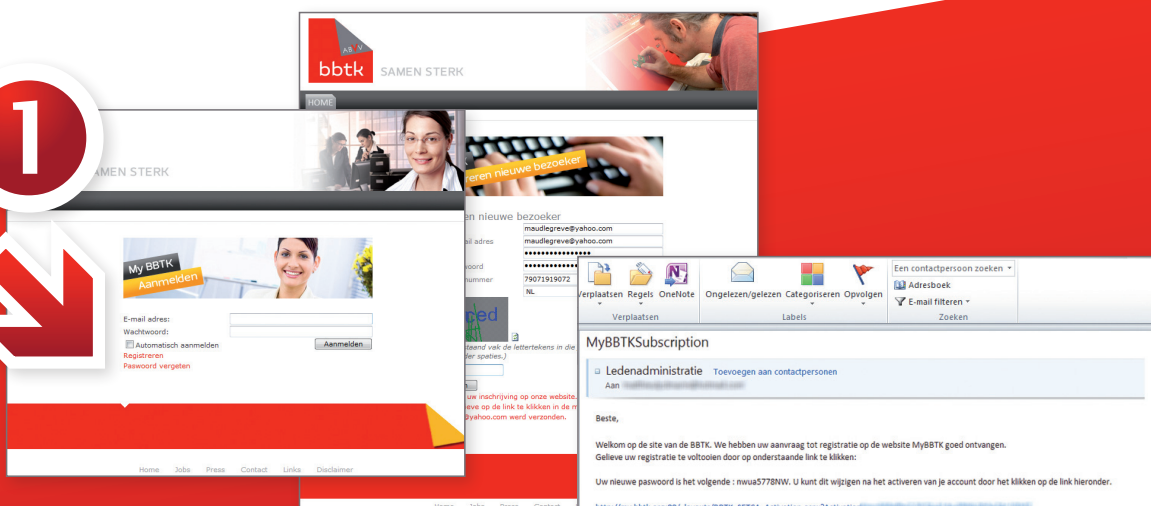 1
ABVV
bbtk
SAMEN STERK
HOME
AMEN STERK
My BBTK
Aanmelden
E-mail adres:
Wachtwoord:
Automatisch aanmelden
Aanmelden
Registreren
Paswoord vergeten
Home Jobs Press Contact Links Disclaimer
reren nieuwe bezoeker
en nieuwe bezoeker
maudlegreve@yahoo.com
ail adres
maudlegreve@yahoo.com
woord
nummer
79071919072
NL
ced
staand vak de lettertekens in die
der spaties.)
uw inschrijving op onze website.
ieve op de link te klikken in de m
@yahoo.com werd verzonden.
Home Jobs Press Contact
Verplaatsen Regels OneNote
Verplaatsen
Ongelezen/gelezen Categoriseren Opvolgen
Labels
Een contactpersoon zoeken
Adresboek
E-mail filteren
Zoeken
MyBBTKSubscription
Ledenadministratie Toevoegen aan contactpersonen
Aan
Beste,
Welkom op de site van de BBTK. We hebben uw aanvraag tot registratie op de website MyBBTK goed ontvangen.
Gelieve uw registratie te voltooien door op onderstaande link te klikken:
Uw nieuwe paswoord is het volgende : nwua5778NW. U kunt dit wijzigen na het activeren van je account door het klikken op de link hieronder.